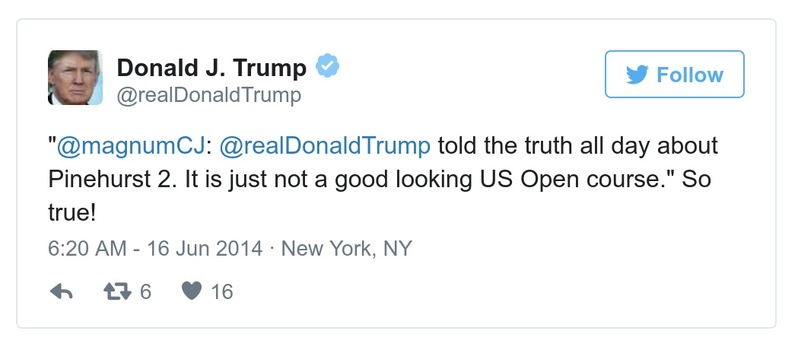 Donald J. Trump
@realDonaldTrump
Follow
"@magnumCJ: @realDonaldTrump told the truth all day about
Pinehurst 2. It is just not a good looking US Open course." So
true!
6:20 AM - 16 Jun 2014 · New York, NY
6 16